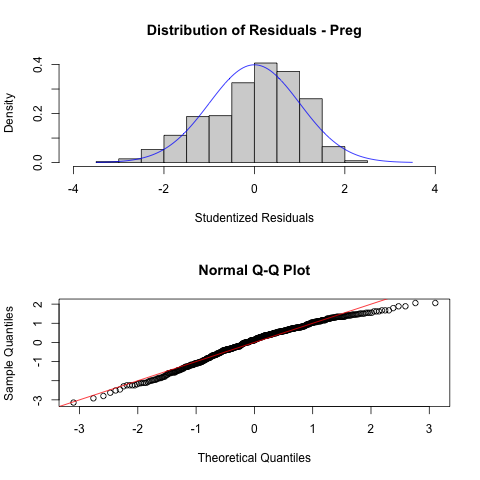 Distribution of Residuals - Preg
Density
0.0 0.2 0.4
-4 -2 0 2 4
Studentized Residuals
Normal Q-Q Plot
Sample Quantiles
-3 -1 0 1 2
-3 -2 -1 0 1 2 3
Theoretical Quantiles